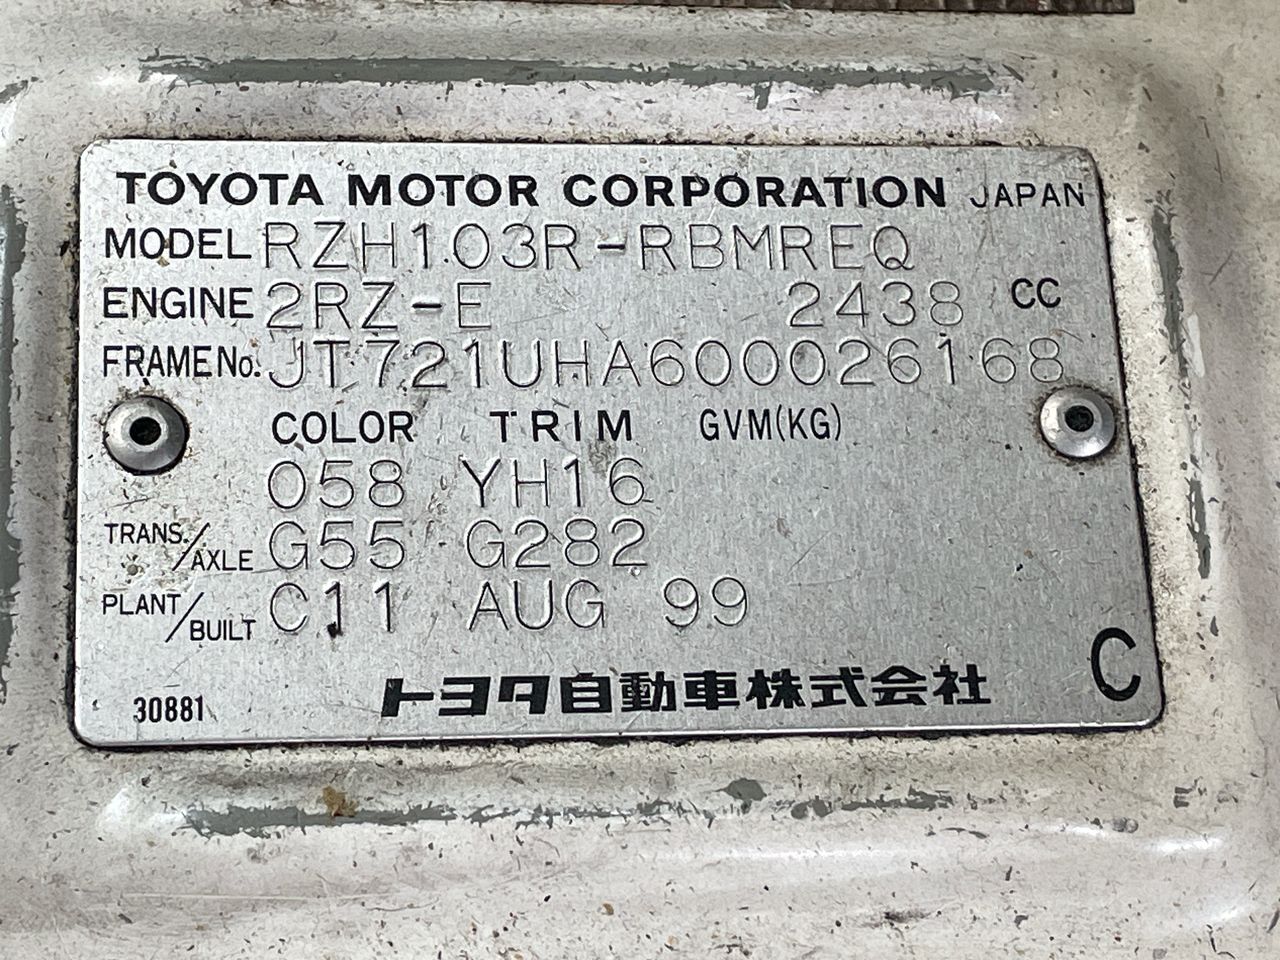 TOYOTA MOTOR CORPORATION JAPAN
MODEL RZH103R-RBMREQ
ENGINE 2RZ-E 2438 CC
FRAME No. JT721UHA600026168
COLOR TRIM GVM(KG)
058 YH16
TRANS./AXLE G55 G282
PLANT/BUILT C11 AUG 99
30881 トヨタ自動車株式会社 C